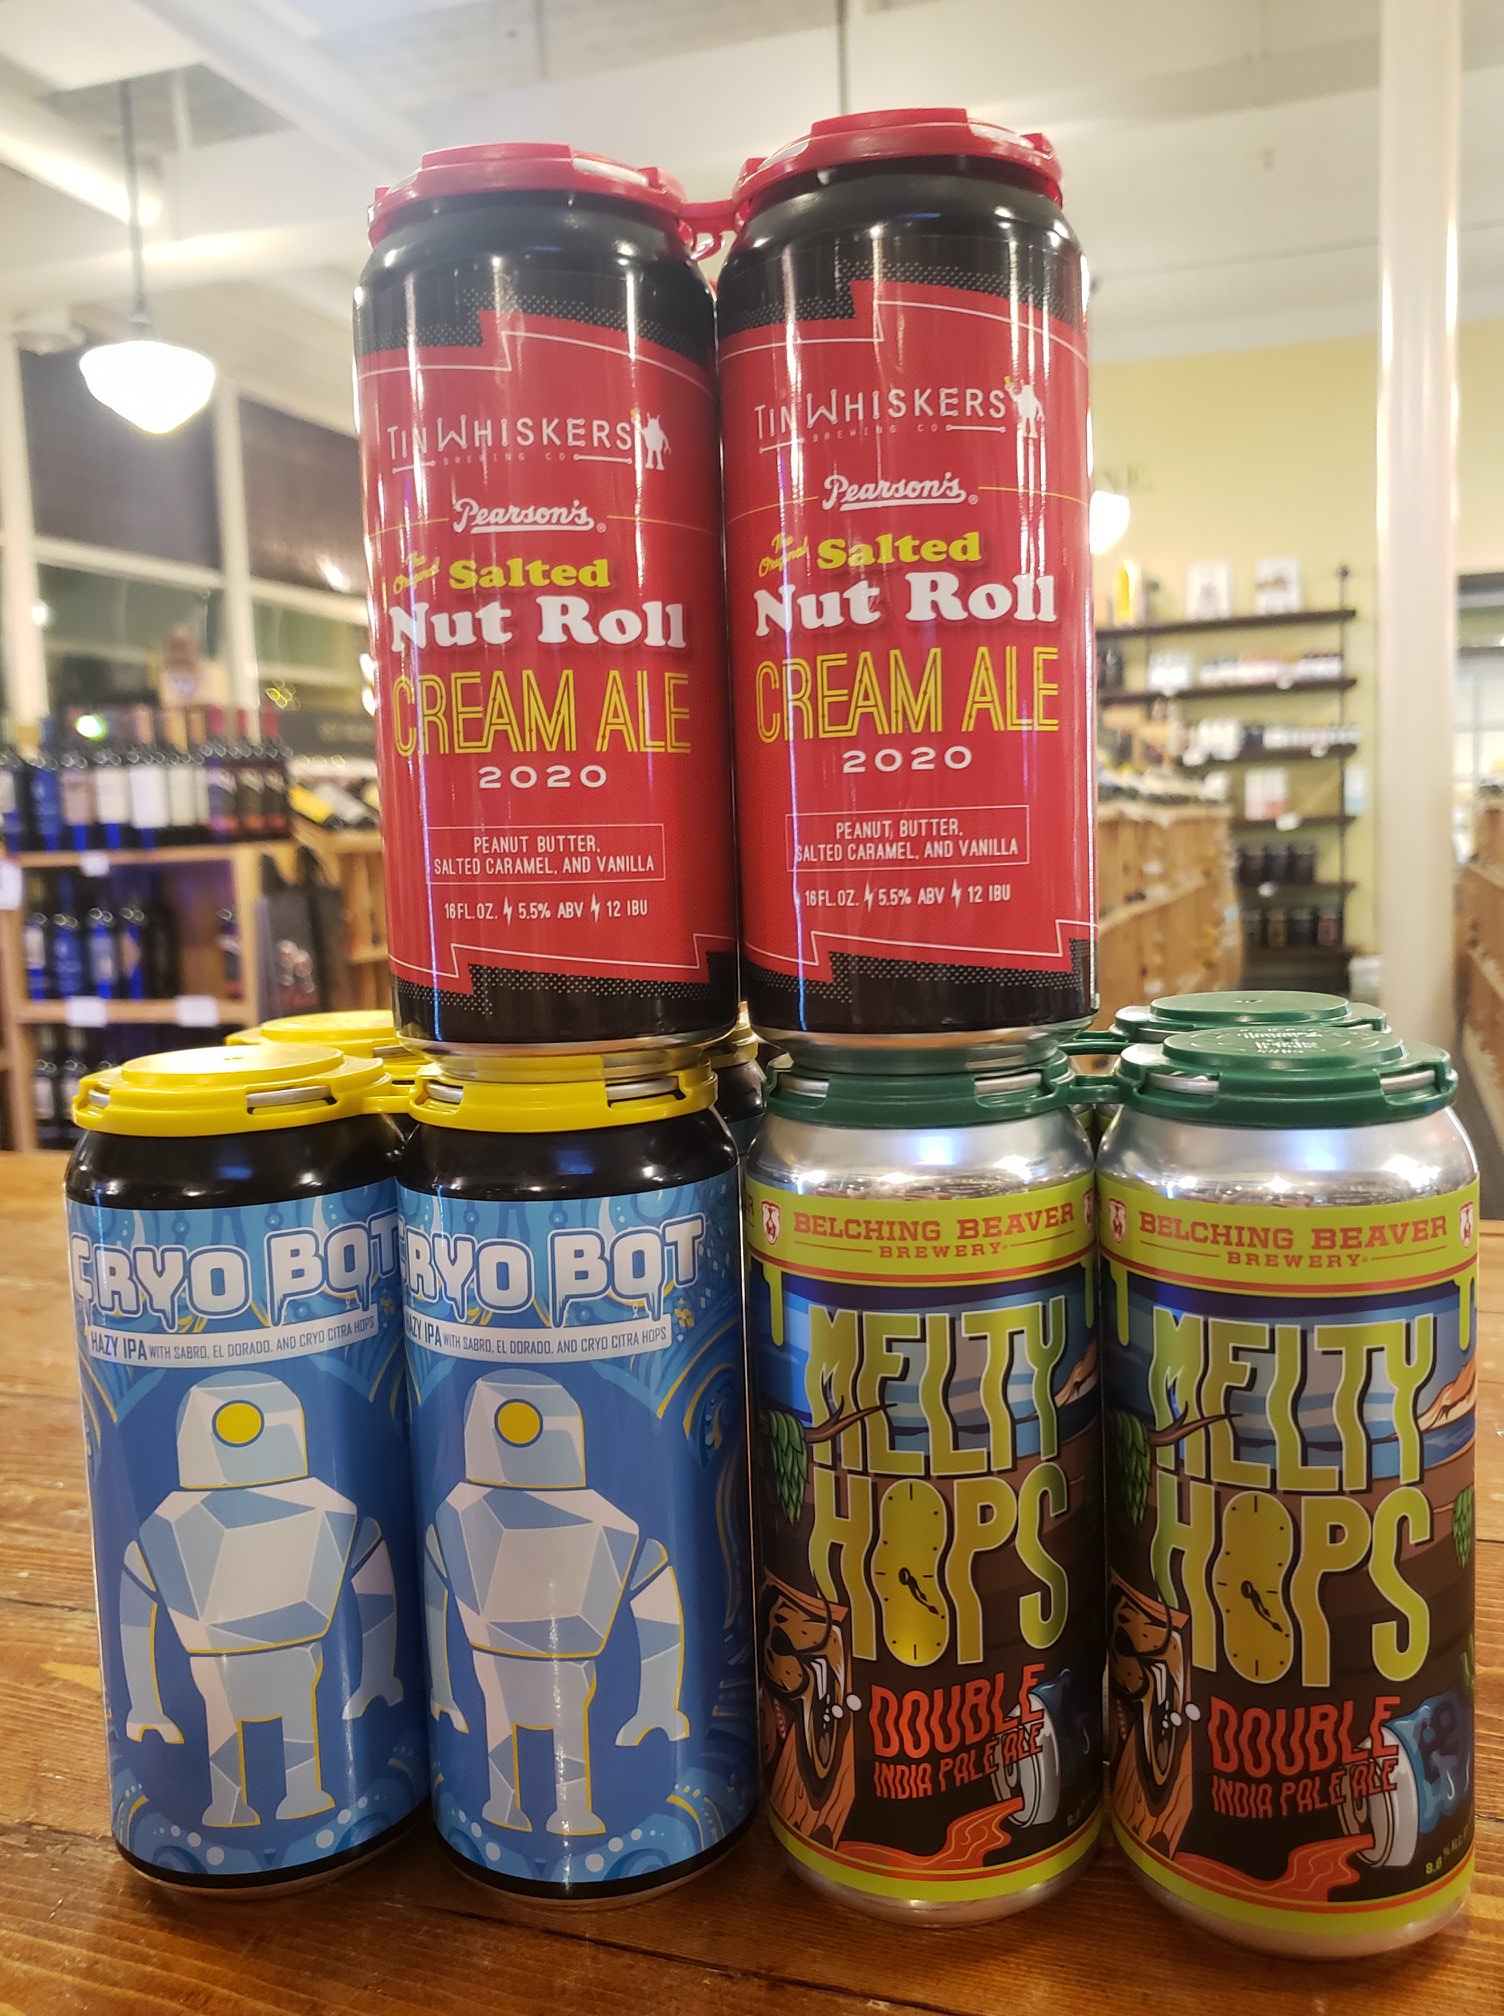 TIN WHISKERS
BREWING CO
Pearson's®
The Original
Salted
Nut Roll
CREAM ALE
2020
PEANUT BUTTER,
SALTED CARAMEL, AND VANILLA
16 FL. OZ. 5.5% ABV 12 IBU
TIN WHISKERS
BREWING CO
Pearson's®
The Original
Salted
Nut Roll
CREAM ALE
2020
PEANUT BUTTER,
SALTED CARAMEL, AND VANILLA
16 FL. OZ. 5.5% ABV 12 IBU
CRYO BOT
HAZY IPA WITH SABRO, EL DORADO, AND CRYO CITRA HOPS
CRYO BOT
HAZY IPA WITH SABRO, EL DORADO, AND CRYO CITRA HOPS
BELCHING BEAVER
BREWERY
MELTY
HOPS
DOUBLE
INDIA PALE ALE
BELCHING BEAVER
BREWERY
MELTY
HOPS
DOUBLE
INDIA PALE ALE
8.0